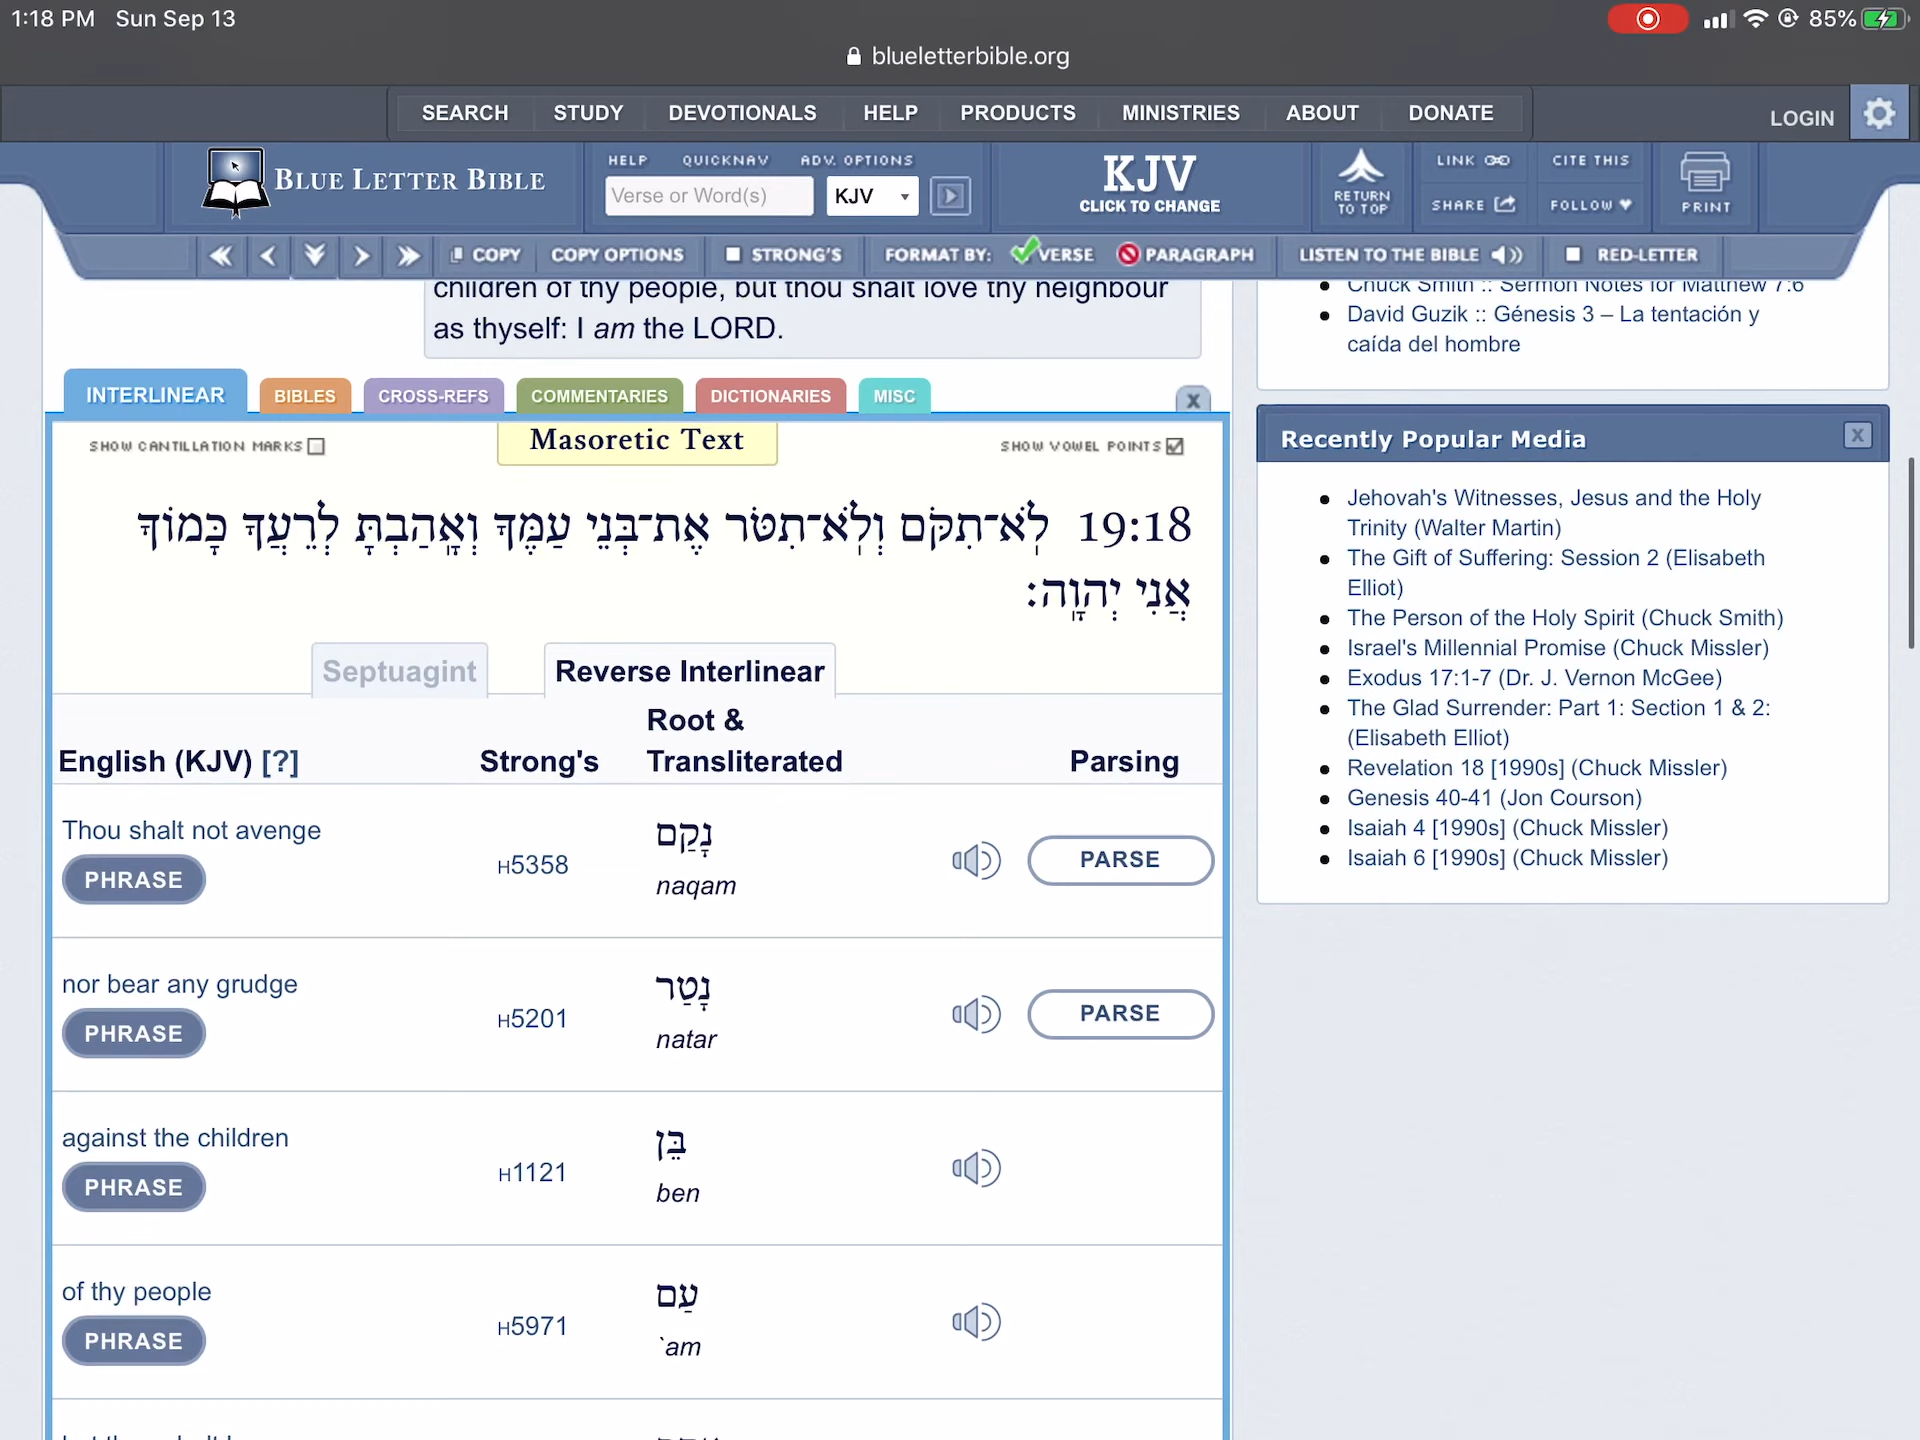 1:18 PM Sun Sep 13
85%
blueletterbible.org
SEARCH STUDY DEVOTIONALS HELP PRODUCTS MINISTRIES ABOUT DONATE
LOGIN
BLUE LETTER BIBLE
HELP QUICKNAV ADV. OPTIONS
Verse or Word(s) KJV
KJV
CLICK TO CHANGE
RETURN
TO TOP
LINK CITE THIS
SHARE FOLLOW
PRINT
COPY COPY OPTIONS STRONG'S FORMAT BY: VERSE PARAGRAPH LISTEN TO THE BIBLE RED-LETTER
children of thy people, but thou shalt love thy neighbour
as thyself: I am the LORD.
INTERLINEAR BIBLES CROSS-REFS COMMENTARIES DICTIONARIES MISC X
SHOW CANTILLATION MARKS Masoretic Text SHOW VOWEL POINTS
19:18 לֹֽא־תִקֹּם וְלֹֽא־תִטֹּר אֶת־בְּנֵי עַמֶּךָ וְאָֽהַבְתָּ לְרֵעֲךָ כָּמוֹךָ
אֲנִי יְהוָֽה׃
Septuagint Reverse Interlinear
English (KJV) [?] Strong's Root &
Transliterated Parsing
Thou shalt not avenge
PHRASE
H5358
נָקַם
naqam
PARSE
nor bear any grudge
PHRASE
H5201
נָטַר
natar
PARSE
against the children
PHRASE
H1121
בֵּן
ben
of thy people
PHRASE
H5971
עַם
`am
Chuck Smith :: Sermon Notes for Matthew 7:6
David Guzik :: Génesis 3 – La tentación y
caída del hombre
Recently Popular Media X
Jehovah's Witnesses, Jesus and the Holy
Trinity (Walter Martin)
The Gift of Suffering: Session 2 (Elisabeth
Elliot)
The Person of the Holy Spirit (Chuck Smith)
Israel's Millennial Promise (Chuck Missler)
Exodus 17:1-7 (Dr. J. Vernon McGee)
The Glad Surrender: Part 1: Section 1 & 2:
(Elisabeth Elliot)
Revelation 18 [1990s] (Chuck Missler)
Genesis 40-41 (Jon Courson)
Isaiah 4 [1990s] (Chuck Missler)
Isaiah 6 [1990s] (Chuck Missler)